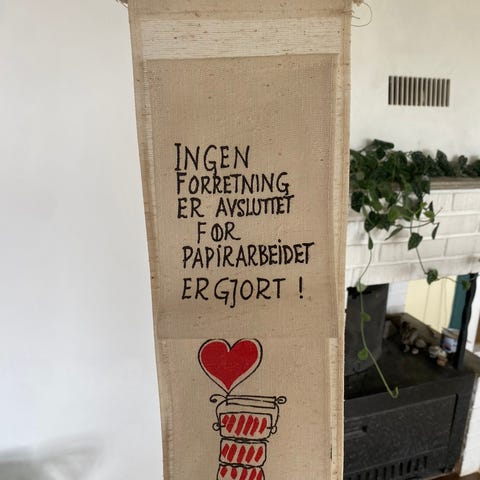 INGEN
FORRETNING
ER AVSLUTTET
FØR
PAPIRARBEIDET
ER GJORT !